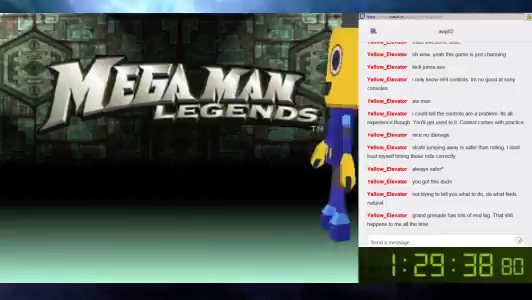 MEGA MAN
LEGENDS
TM
awp82
Yellow_Elevator oh wow. yeah this game is just charming
Yellow_Elevator kick junos ass
Yellow_Elevator i only know n64 controls. Im no good at sony
consoles
Yellow_Elevator aw man
Yellow_Elevator i could tell the controls are a problem. Its all
experience though. You'll get used to it. Control comes with practice
Yellow_Elevator nice no damage
Yellow_Elevator strafe jumping away is safer than rolling. I dont
trust myself timing those rolls correctly
Yellow_Elevator always safer*
Yellow_Elevator you got this dude
Yellow_Elevator not trying to tell you what to do, do what feels
natural
Yellow_Elevator grand grenade has lots of end lag. That shit
happens to me all the time
Send a message
1:29:38 80